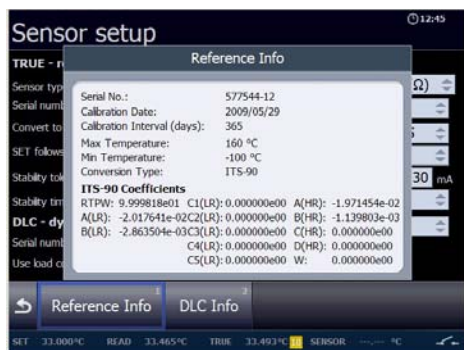 Sensor setup
12:45
Reference Info
TRUE - r
Sensor typ
Ω)
Serial numb
Convert to
SET follows
Stability tol
30 mA
Stability tim
DLC - dy
Serial numb
Use load c
Serial No.: 577544-12
Calibration Date: 2009/05/29
Calibration Interval (days): 365
Max Temperature: 160 °C
Min Temperature: -100 °C
Conversion Type: ITS-90
ITS-90 Coefficients
RTPW: 9.999818e01 C1(LR): 0.000000e00 A(HR): -1.971454e-02
A(LR): -2.017641e-02 C2(LR): 0.000000e00 B(HR): -1.139803e-03
B(LR): -2.863504e-03 C3(LR): 0.000000e00 C(HR): 0.000000e00
C4(LR): 0.000000e00 D(HR): 0.000000e00
C5(LR): 0.000000e00 W: 0.000000e00
Reference Info 1
DLC Info 2
SET 33.000°C READ 33.465°C TRUE 33.493°C SENSOR ---.--- °C